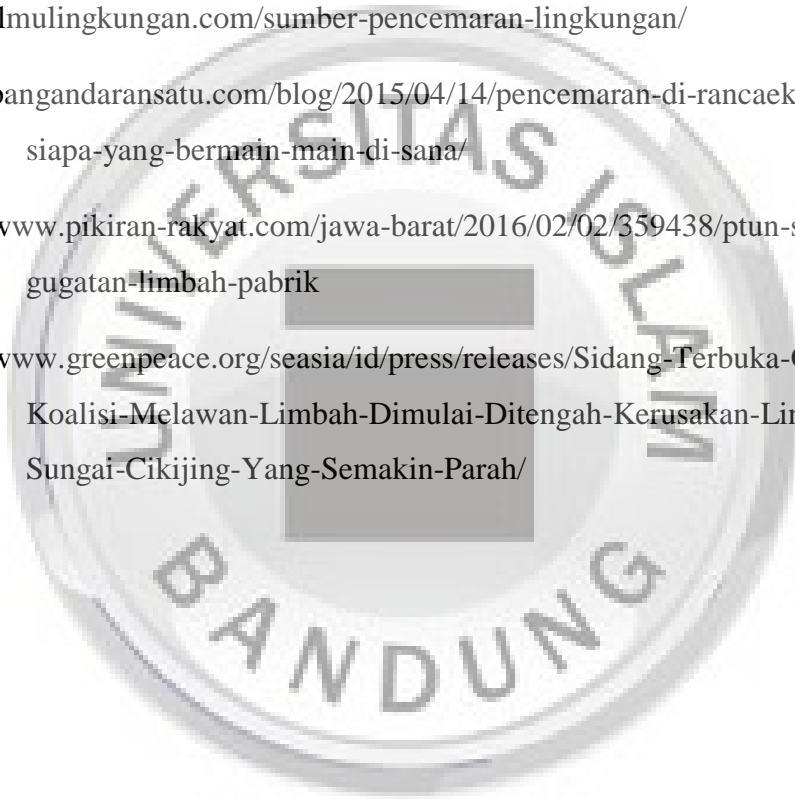 lmulingkungan.com/sumber-pencemaran-lingkungan/
pangandaransatu.com/blog/2015/04/14/pencemaran-di-rancaek
siapa-yang-bermain-main-di-sana/
www.pikiran-rakyat.com/jawa-barat/2016/02/02/359438/ptun-s
gugatan-limbah-pabrik
www.greenpeace.org/seasia/id/press/releases/Sidang-Terbuka-G
Koalisi-Melawan-Limbah-Dimulai-Ditengah-Kerusakan-Lin
Sungai-Cikijing-Yang-Semakin-Parah/
UNIVERSITAS ISLAM
BANDUNG